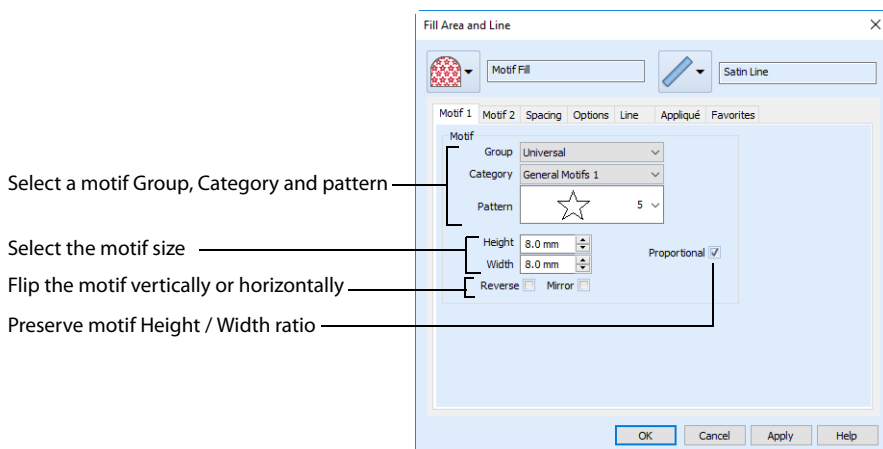 Fill Area and Line
Motif Fill
Satin Line
Motif 1 Motif 2 Spacing Options Line Appliqué Favorites
Motif
Group Universal
Select a motif Group, Category and pattern
Category General Motifs 1
Pattern 5
Select the motif size
Height 8.0 mm
Proportional
Width 8.0 mm
Flip the motif vertically or horizontally
Reverse Mirror
Preserve motif Height / Width ratio
OK Cancel Apply Help